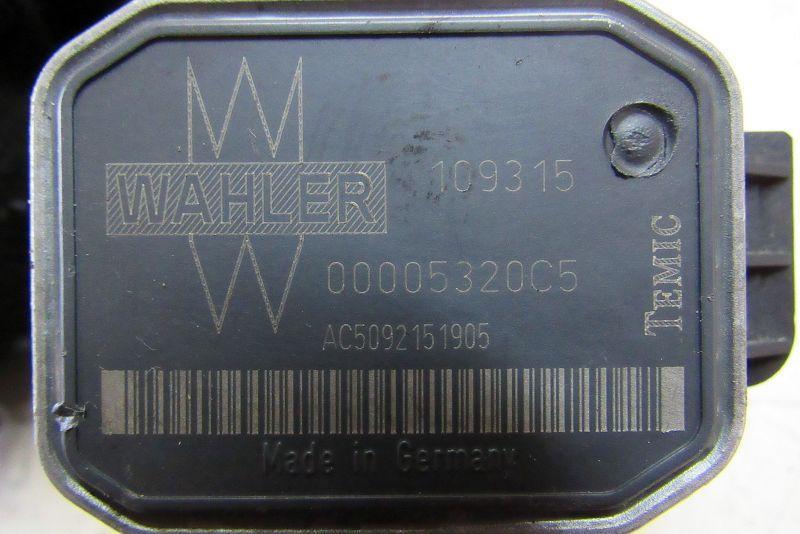 W
WAHLER
W
109315
00005320C5
AC5092151905
TEMIC
Made in Germany